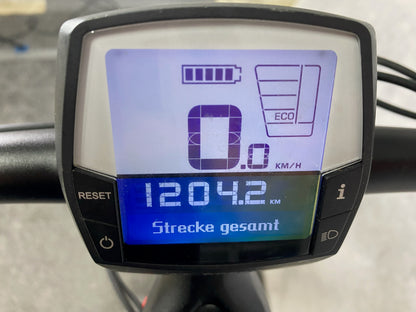 ECO
0.0 KM/H
RESET
1204.2 KM
i
Strecke gesamt